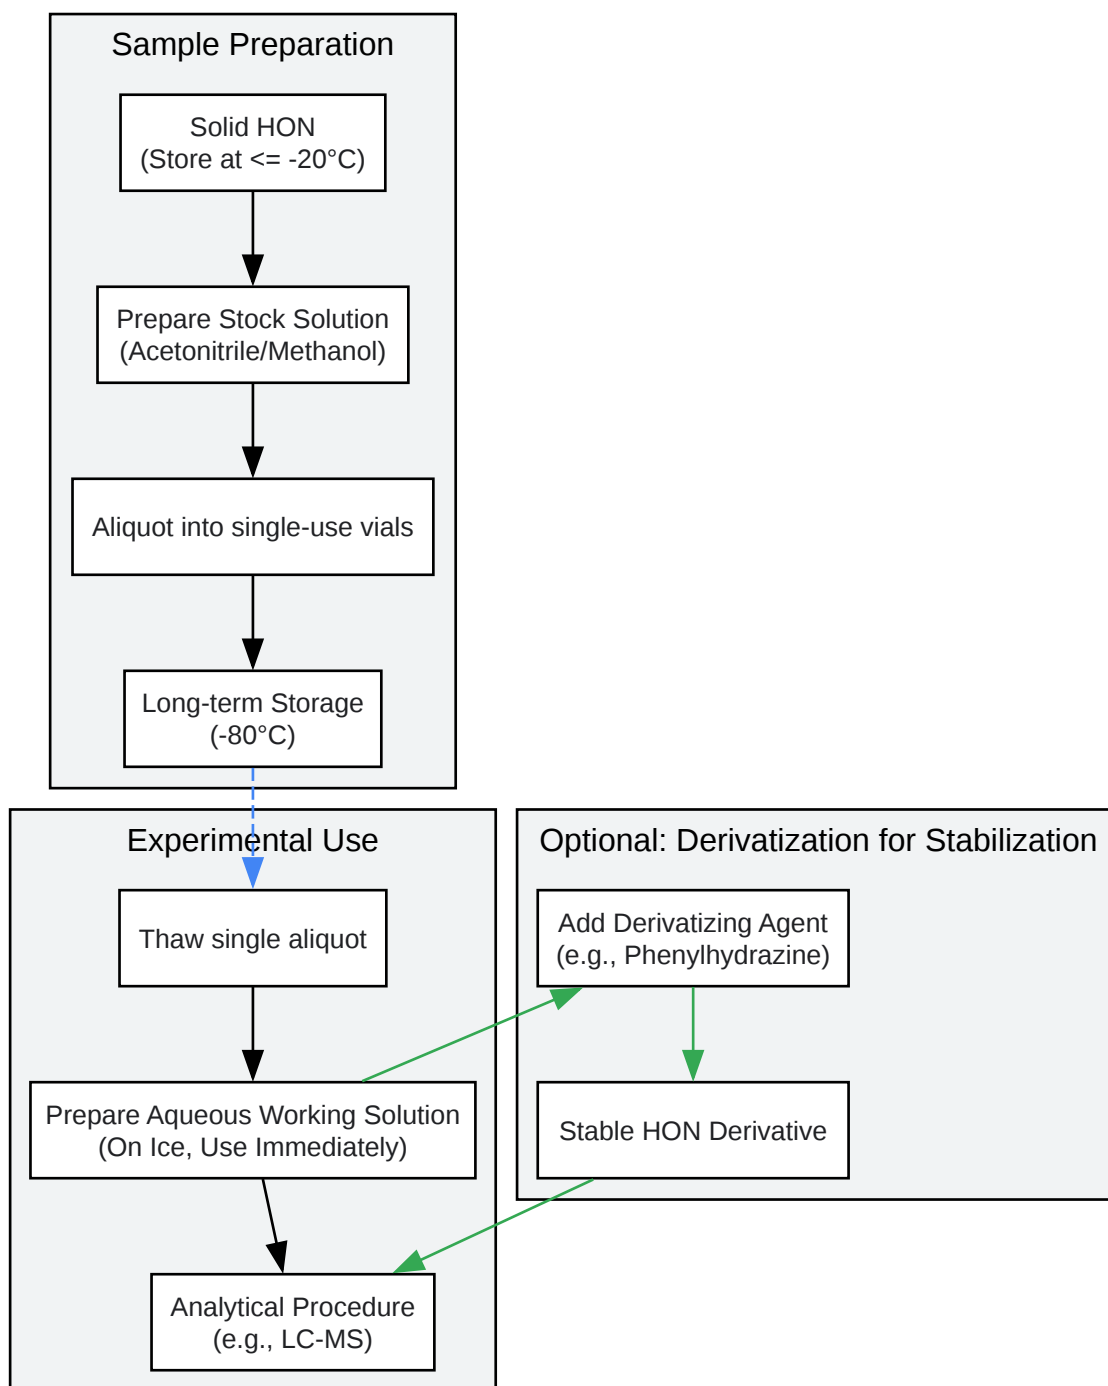 Sample Preparation
Solid HON
(Store at <= -20°C)
Prepare Stock Solution
(Acetonitrile/Methanol)
Aliquot into single-use vials
Long-term Storage
(-80°C)
Experimental Use
Thaw single aliquot
Prepare Aqueous Working Solution
(On Ice, Use Immediately)
Analytical Procedure
(e.g., LC-MS)
Optional: Derivatization for Stabilization
Add Derivatizing Agent
(e.g., Phenylhydrazine)
Stable HON Derivative